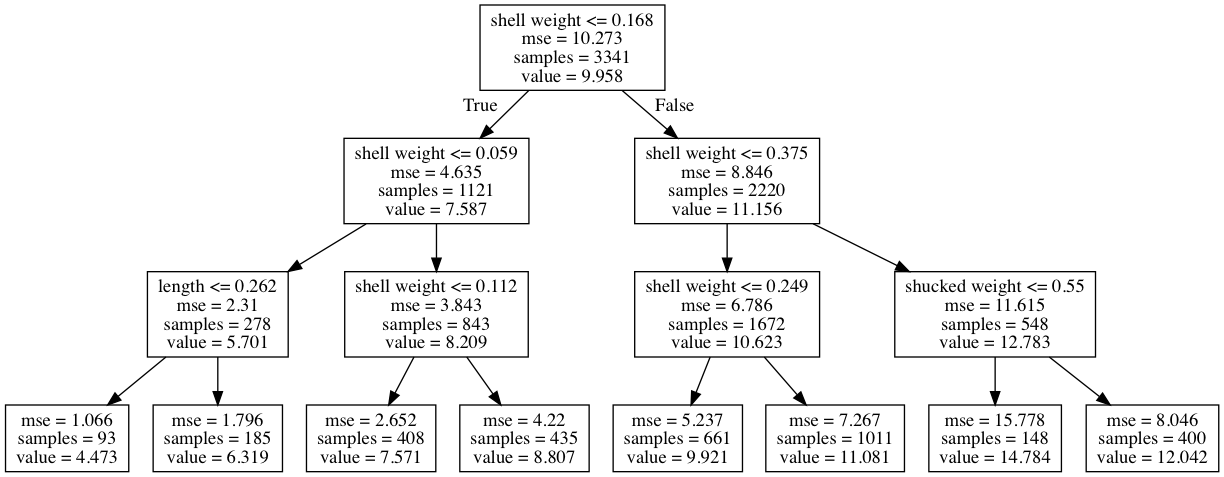 shell weight <= 0.168
mse = 10.273
samples = 3341
value = 9.958
True
False
shell weight <= 0.059
mse = 4.635
samples = 1121
value = 7.587
shell weight <= 0.375
mse = 8.846
samples = 2220
value = 11.156
length <= 0.262
mse = 2.31
samples = 278
value = 5.701
shell weight <= 0.112
mse = 3.843
samples = 843
value = 8.209
shell weight <= 0.249
mse = 6.786
samples = 1672
value = 10.623
shucked weight <= 0.55
mse = 11.615
samples = 548
value = 12.783
mse = 1.066
samples = 93
value = 4.473
mse = 1.796
samples = 185
value = 6.319
mse = 2.652
samples = 408
value = 7.571
mse = 4.22
samples = 435
value = 8.807
mse = 5.237
samples = 661
value = 9.921
mse = 7.267
samples = 1011
value = 11.081
mse = 15.778
samples = 148
value = 14.784
mse = 8.046
samples = 400
value = 12.042